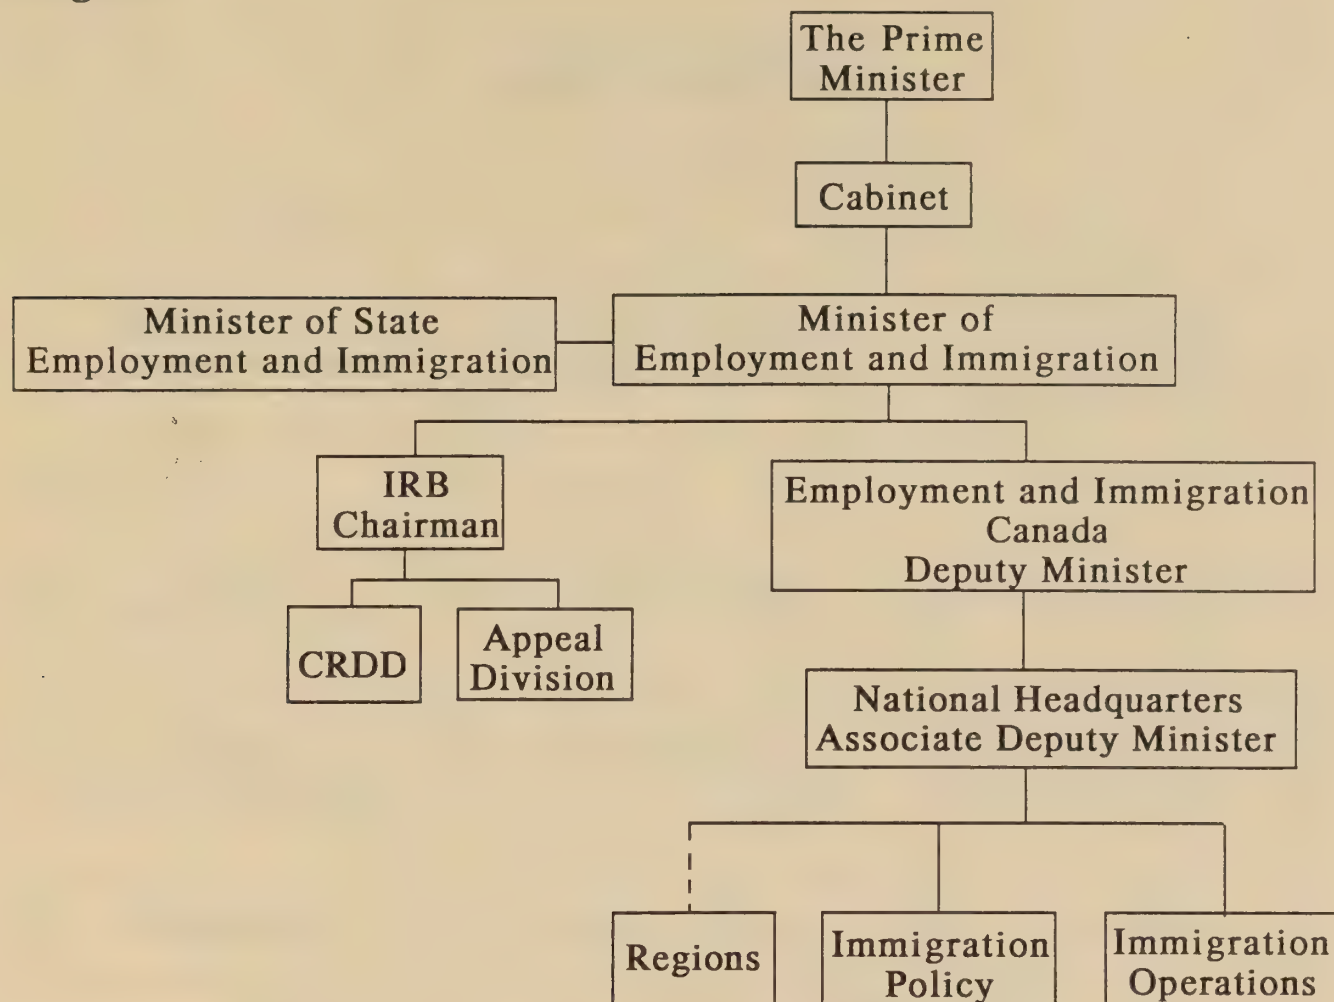 The Prime
Minister
Cabinet
Minister of State
Employment and Immigration
Minister of
Employment and Immigration
IRB
Chairman
Employment and Immigration
Canada
Deputy Minister
CRDD
Appeal
Division
National Headquarters
Associate Deputy Minister
Regions
Immigration
Policy
Immigration
Operations